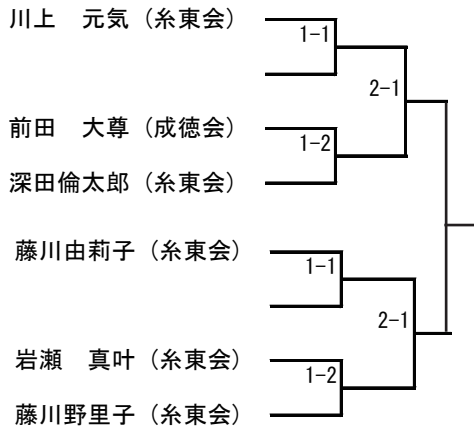 川上　元気（糸東会）
1-1
2-1
前田　大尊（成徳会）
1-2
深田倫太郎（糸東会）
藤川由莉子（糸東会）
1-1
2-1
岩瀬　真叶（糸東会）
1-2
藤川野里子（糸東会）